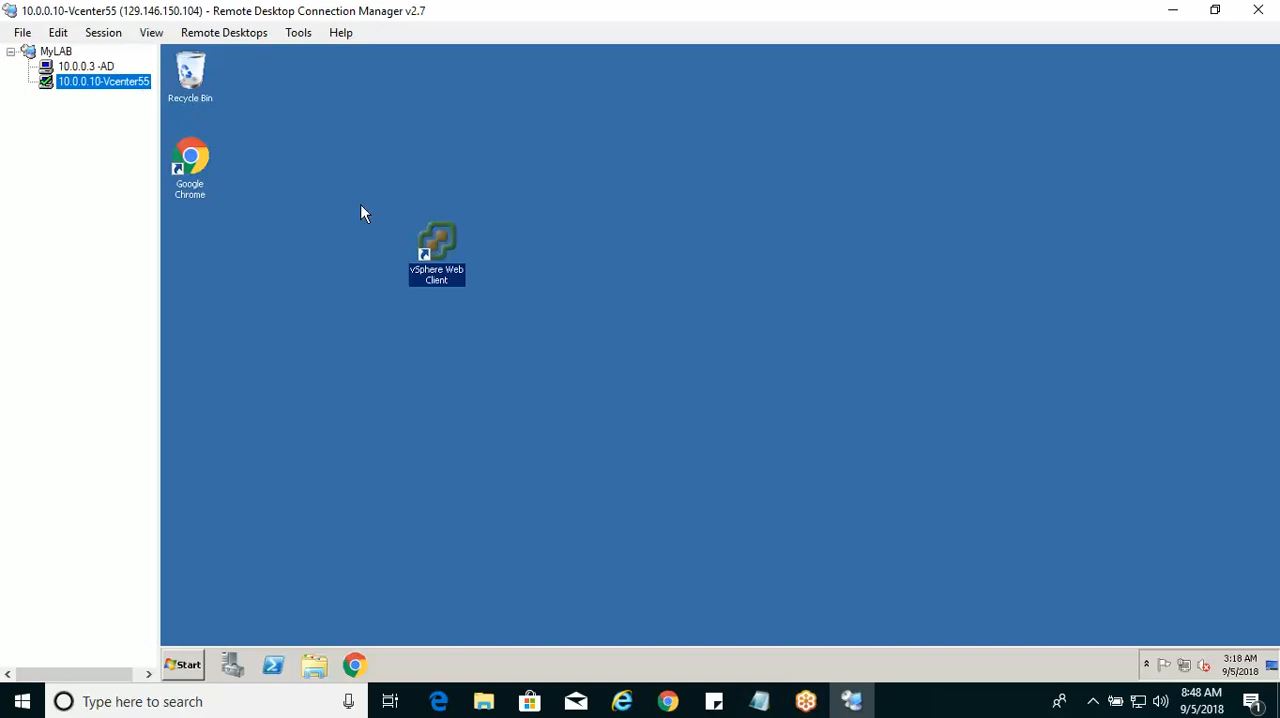 10.0.0.10-Vcenter55 (129.146.150.104) - Remote Desktop Connection Manager v2.7
File Edit Session View Remote Desktops Tools Help
MyLAB
10.0.0.3 -AD
10.0.0.10-Vcenter55
Recycle Bin
Google
Chrome
vSphere Web
Client
Start
3:18 AM
9/5/2018
Type here to search
8:48 AM
9/5/2018
1